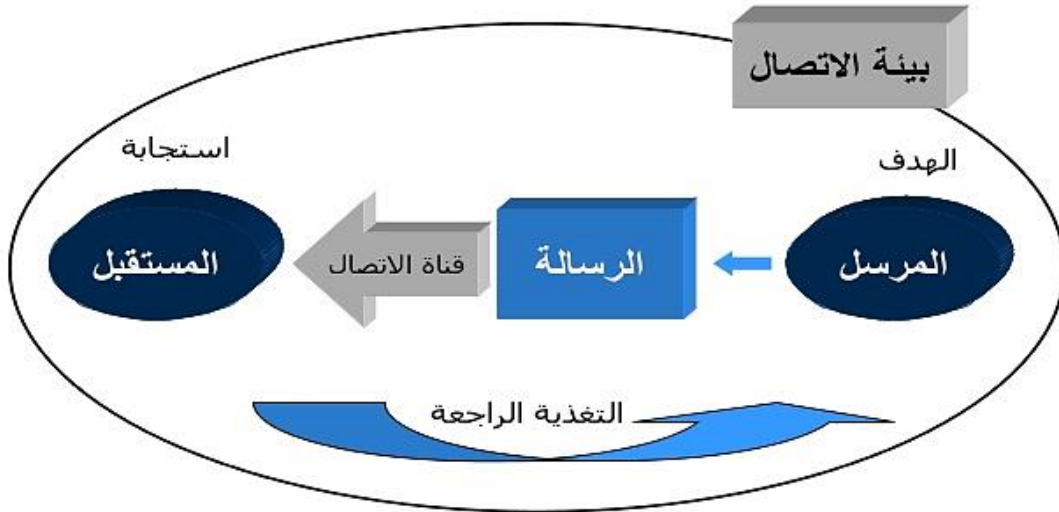 بيئة الاتصال
الهدف
استجابة
المرسل
الرسالة
قناة الاتصال
المستقبل
التغذية الراجعة